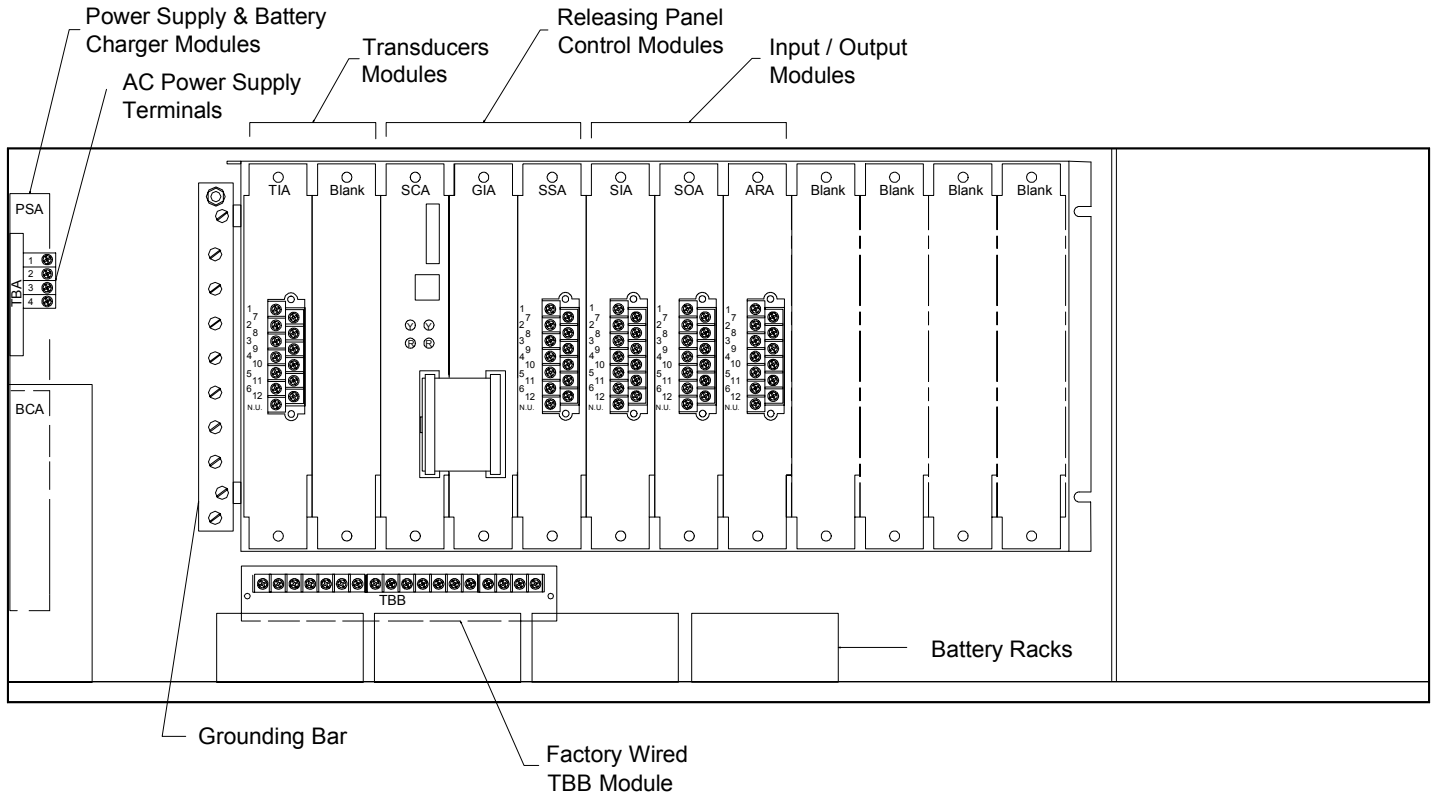 Power Supply & Battery
Charger Modules
AC Power Supply
Terminals
Transducers
Modules
Releasing Panel
Control Modules
Input / Output
Modules
TIA
Blank
SCA
GIA
SSA
SIA
SOA
ARA
Blank
Blank
Blank
Blank
PSA
TBA
1
2
3
4
BCA
1
7
2
8
3
9
4
10
5
11
6
12
N.U.
Y Y
R R
1
7
2
8
3
9
4
10
5
11
6
12
N.U.
1
7
2
8
3
9
4
10
5
11
6
12
N.U.
1
7
2
8
3
9
4
10
5
11
6
12
N.U.
1
7
2
8
3
9
4
10
5
11
6
12
N.U.
TBB
Battery Racks
Grounding Bar
Factory Wired
TBB Module